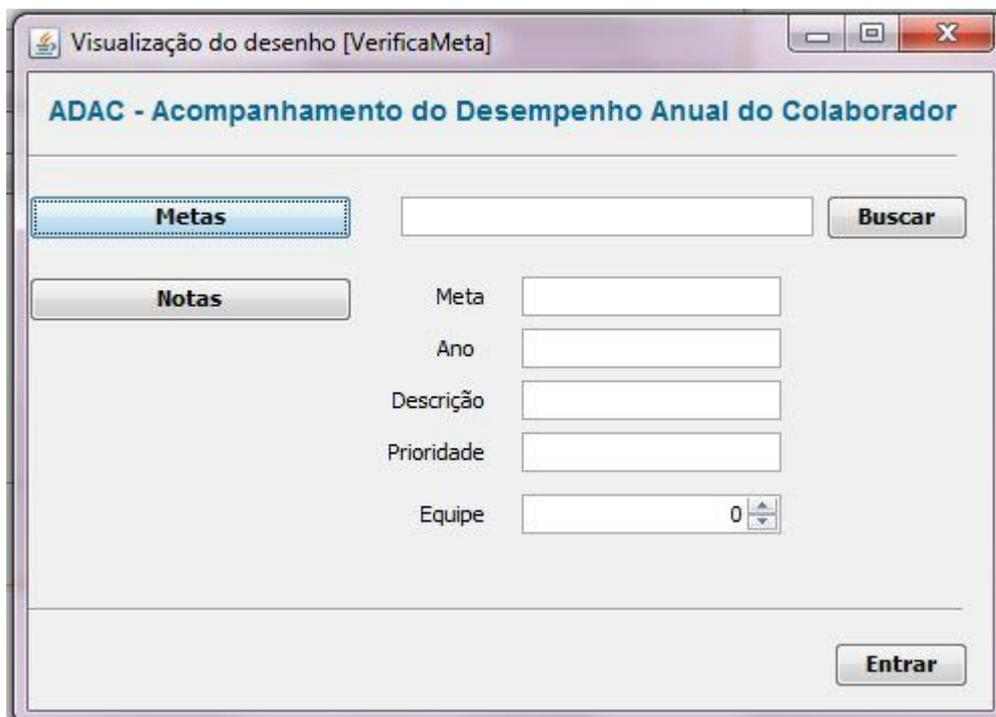 Visualização do desenho [VerificaMeta]
ADAC - Acompanhamento do Desempenho Anual do Colaborador
Metas
Buscar
Notas
Meta
Ano
Descrição
Prioridade
Equipe
0
Entrar